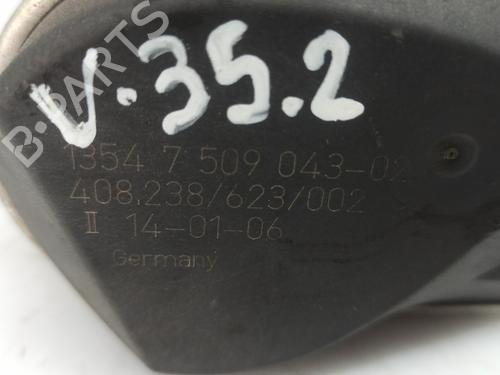 B-PARTS
V.35.2
1354 7 509 043-02
408.238/623/002
II 14-01-06
Germany